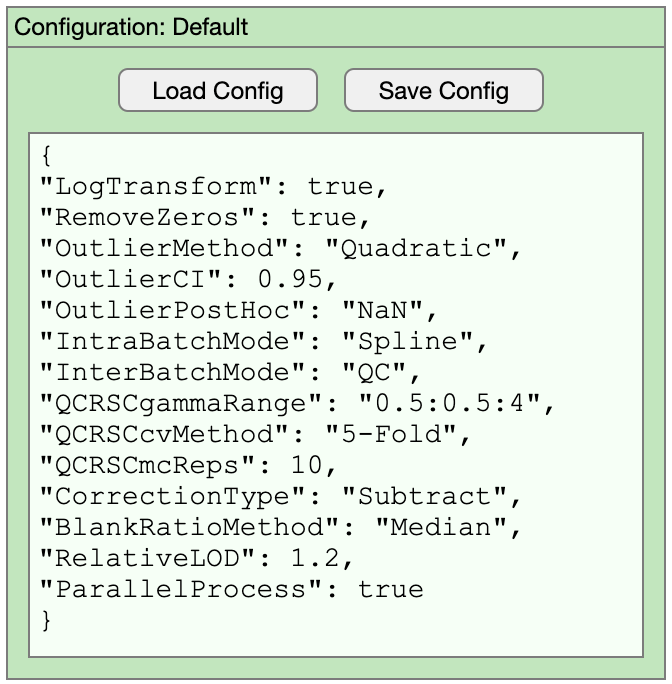 Configuration: Default
Load Config Save Config
{
"LogTransform": true,
"RemoveZeros": true,
"OutlierMethod": "Quadratic",
"OutlierCI": 0.95,
"OutlierPostHoc": "NaN",
"IntraBatchMode": "Spline",
"InterBatchMode": "QC",
"QCRSCgammaRange": "0.5:0.5:4",
"QCRSCcvMethod": "5-Fold",
"QCRSCmcReps": 10,
"CorrectionType": "Subtract",
"BlankRatioMethod": "Median",
"RelativeLOD": 1.2,
"ParallelProcess": true
}